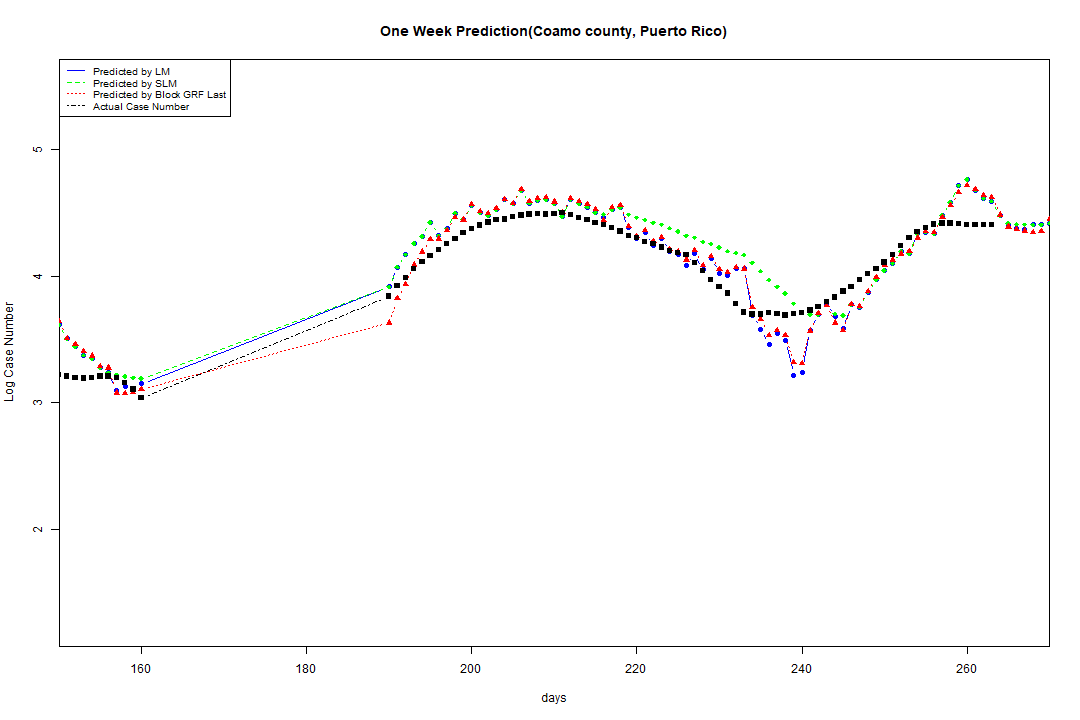 One Week Prediction(Coamo county, Puerto Rico)
Predicted by LM
Predicted by SLM
Predicted by Block GRF Last
Actual Case Number
5
4
3
2
Log Case Number
160
180
200
220
240
260
days